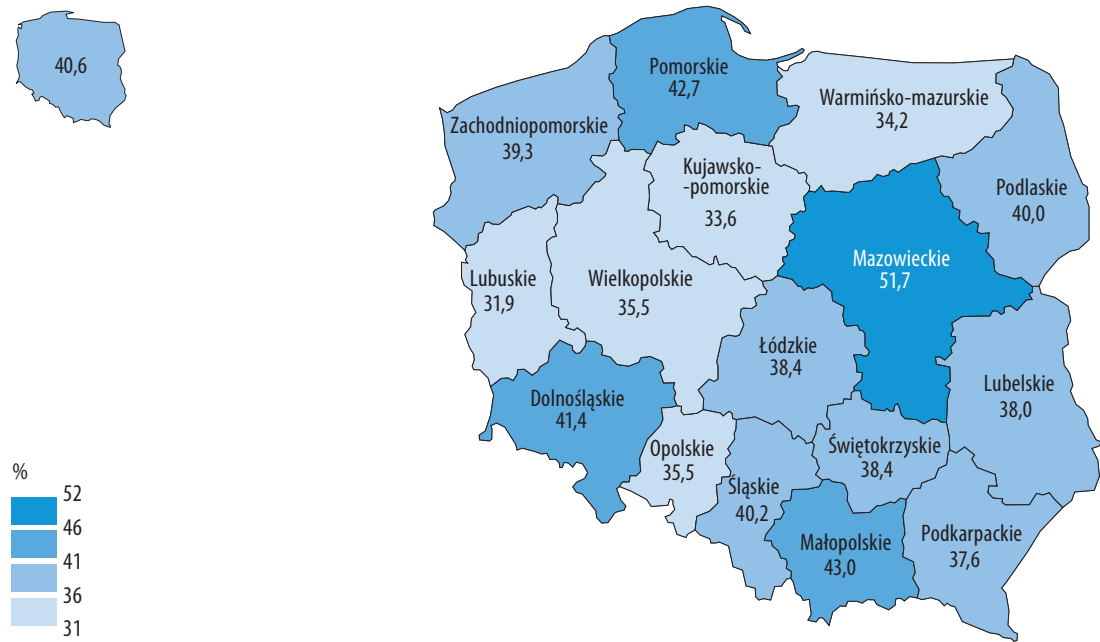 40,6
Pomorskie
42,7
Warmińsko-mazurskie
34,2
Zachodniopomorskie
39,3
Kujawsko-
-pomorskie
33,6
Podlaskie
40,0
Mazowieckie
51,7
Lubuskie
31,9
Wielkopolskie
35,5
Łódzkie
38,4
Lubelskie
38,0
Dolnośląskie
41,4
Opolskie
35,5
Świętokrzyskie
38,4
Śląskie
40,2
Małopolskie
43,0
Podkarpackie
37,6
%
52
46
41
36
31